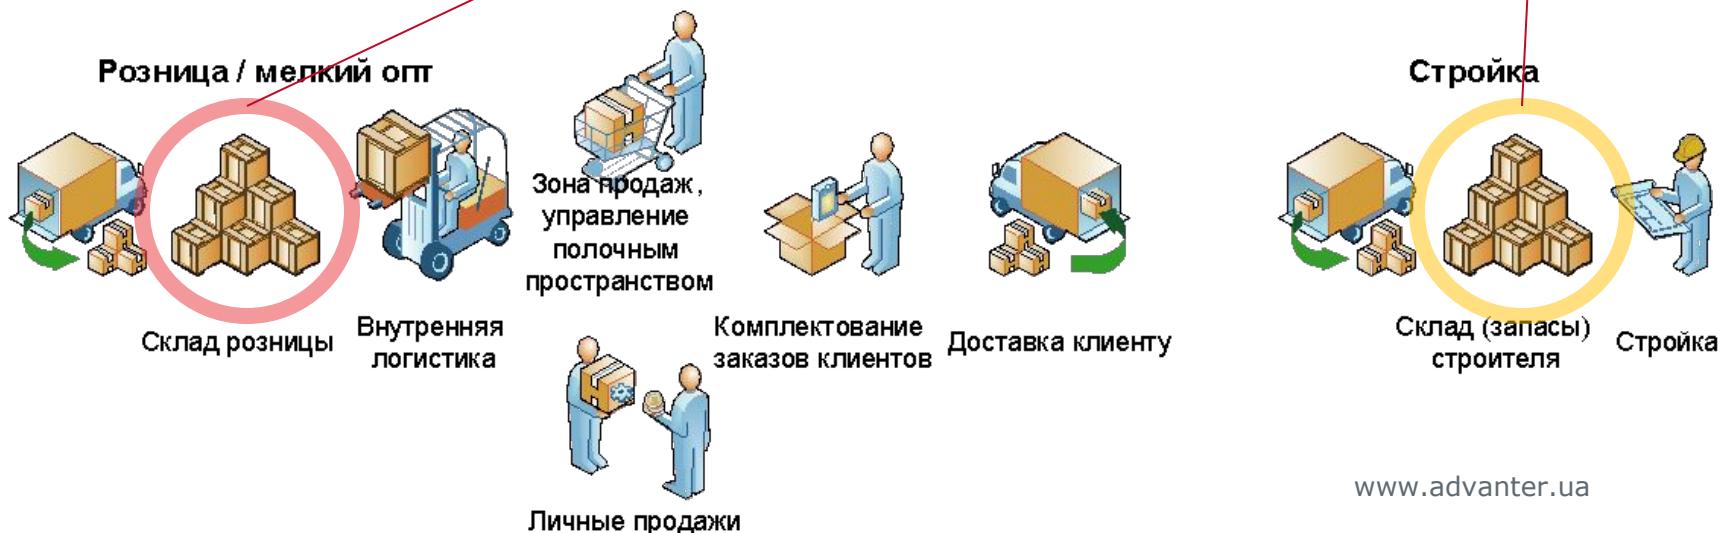 Розница / мелкий опт
Стройка
Зона продаж,
управление
полочным
пространством
Склад розницы
Внутренняя
логистика
Комплектование
заказов клиентов
Доставка клиенту
Склад (запасы)
строителя
Стройка
Личные продажи
www.advanter.ua